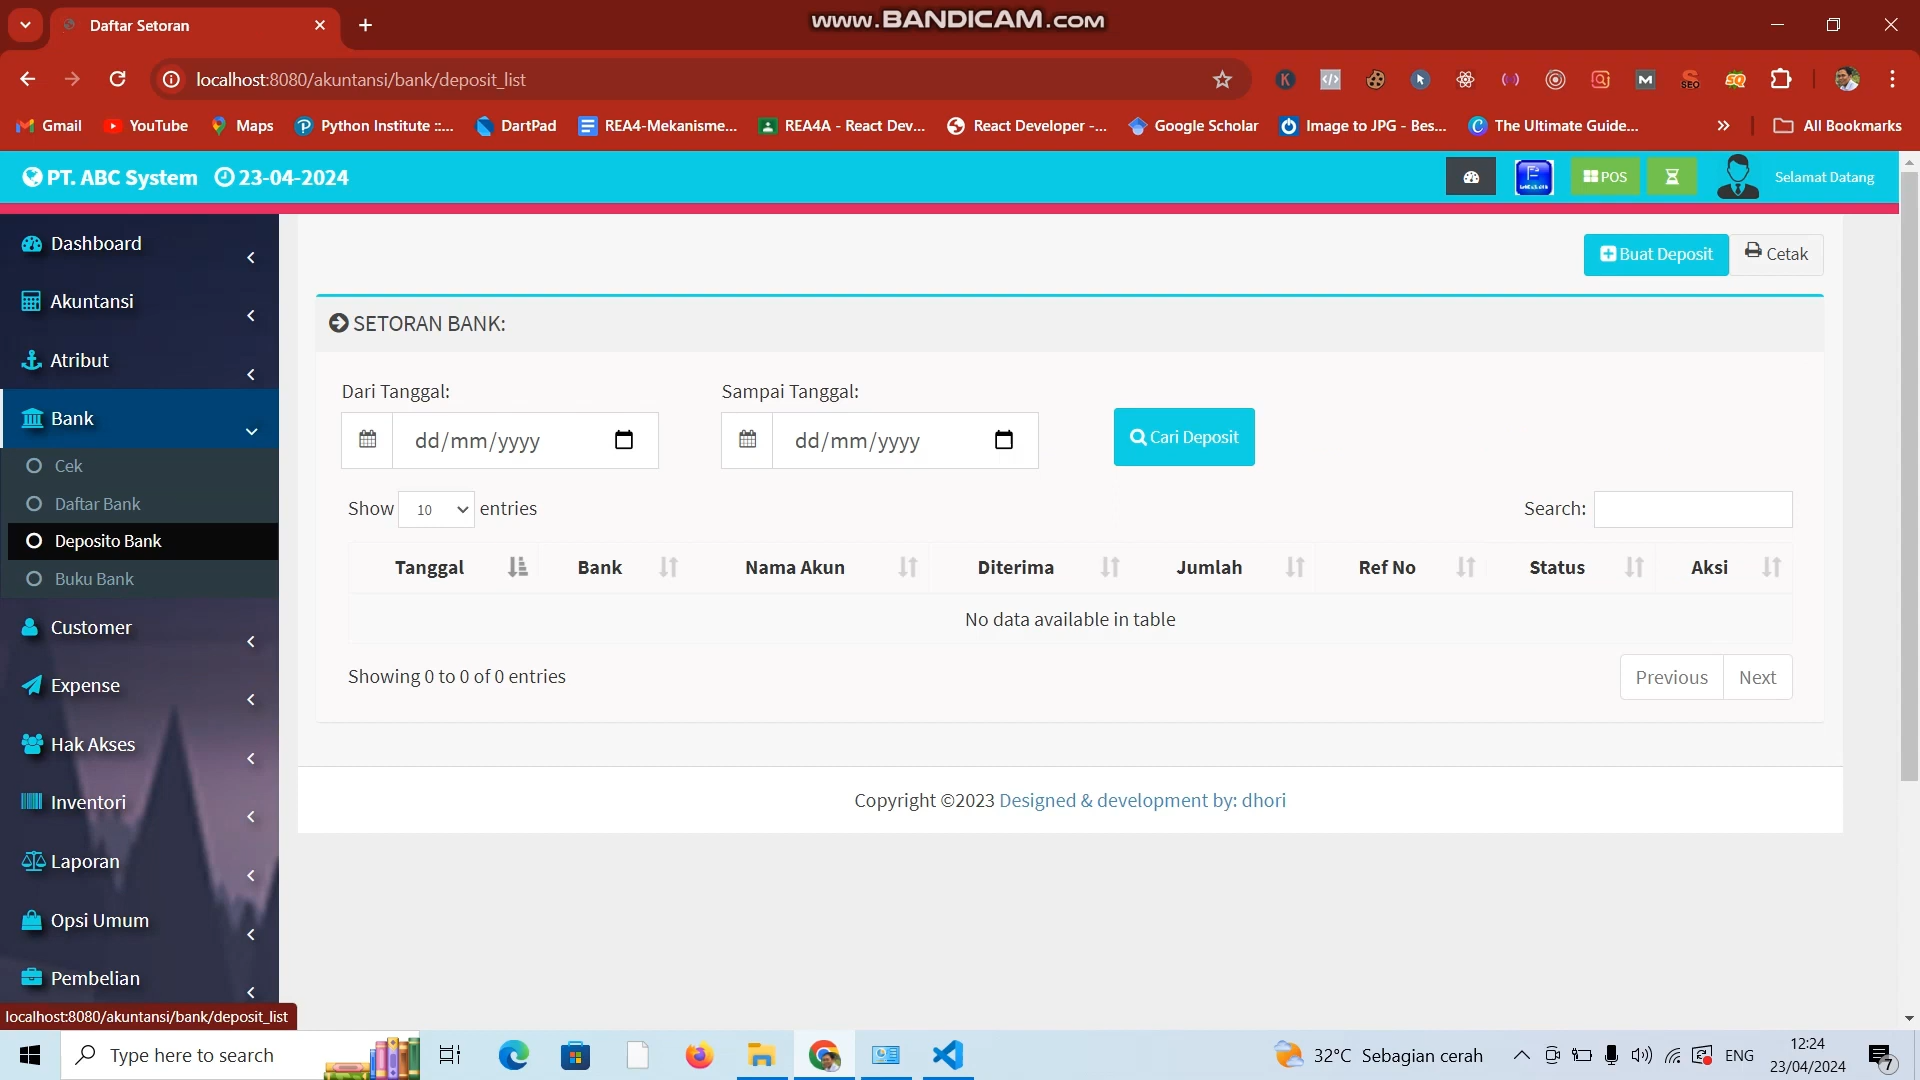 Daftar Setoran
www.BANDICAM.com
localhost:8080/akuntansi/bank/deposit_list
Gmail
YouTube
Maps
Python Institute ::...
DartPad
REA4-Mekanisme...
REA4A - React Dev...
React Developer -...
Google Scholar
Image to JPG - Bes...
The Ultimate Guide...
All Bookmarks
PT. ABC System 23-04-2024
POS
Selamat Datang
Dashboard
Akuntansi
Atribut
Bank
Cek
Daftar Bank
Deposito Bank
Buku Bank
Customer
Expense
Hak Akses
Inventori
Laporan
Opsi Umum
Pembelian
localhost:8080/akuntansi/bank/deposit_list
Buat Deposit
Cetak
SETORAN BANK:
Dari Tanggal:
Sampai Tanggal:
dd/mm/yyyy
dd/mm/yyyy
Cari Deposit
Show 10 entries
Search:
Tanggal Bank Nama Akun Diterima Jumlah Ref No Status Aksi
No data available in table
Showing 0 to 0 of 0 entries
Previous Next
Copyright ©2023 Designed & development by: dhori
Type here to search
32°C Sebagian cerah
ENG
12:24
23/04/2024
7